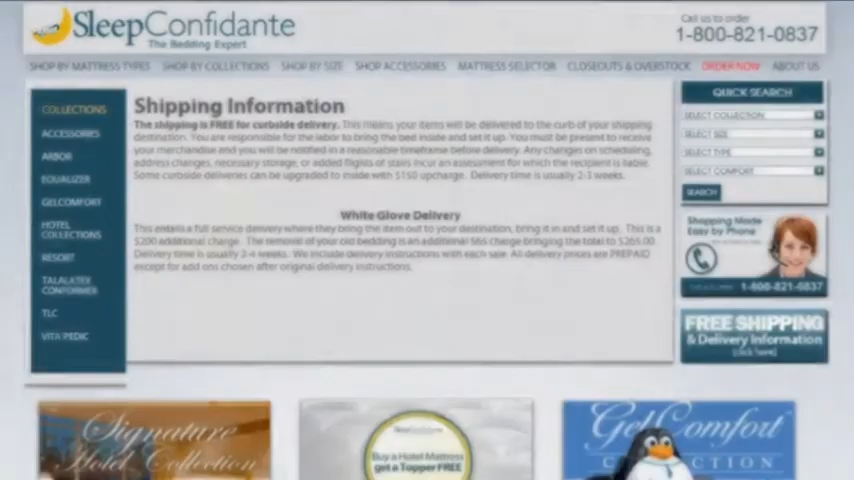 SleepConfidante
The Bedding Expert
Call us to order
1-800-821-0837
SHOP BY MATTRESS TYPES SHOP BY COLLECTIONS SHOP BY SIZE SHOP ACCESSORIES MATTRESS SELECTOR CLOSEOUTS & OVERSTOCK ORDER NOW ABOUT US
COLLECTIONS
ACCESSORIES
ARBOR
EQUALIZER
GELCOMFORT
HOTEL
COLLECTIONS
RESORT
TALALATEX
CONFORMER
TLC
VITA PEDIC
Shipping Information
The shipping is FREE for curbside delivery. This means your items will be delivered to the curb of your shipping
destination. You are responsible for the labor to bring the bed inside and set it up. You must be present to receive
your merchandise and you will be notified in a reasonable timeframe before delivery. Any changes on scheduling,
address changes, necessary storage, or added flights of stairs incur an assessment for which the recipient is liable.
Some curbside deliveries can be upgraded to inside with $150 upcharge. Delivery time is usually 2-3 weeks.
White Glove Delivery
This entails a full service delivery where they bring the item out to your destination, bring it in and set it up. This is a
$200 additional charge. The removal of your old bedding is an additional $65 charge bringing the total to $265.00.
Delivery time is usually 2-4 weeks. We include delivery instructions with each sale. All delivery prices are PREPAID
except for add ons chosen after original delivery instructions.
QUICK SEARCH
SELECT COLLECTION
SELECT SIZE
SELECT TYPE
SELECT COMFORT
SEARCH
Shopping Made
Easy by Phone
1-800-821-0837
FREE SHIPPING
& Delivery Information
(click here)
Signature
Hotel Collection
SleepConfidante
Buy a Hotel Mattress
get a Topper FREE
GelComfort
COLLECTION